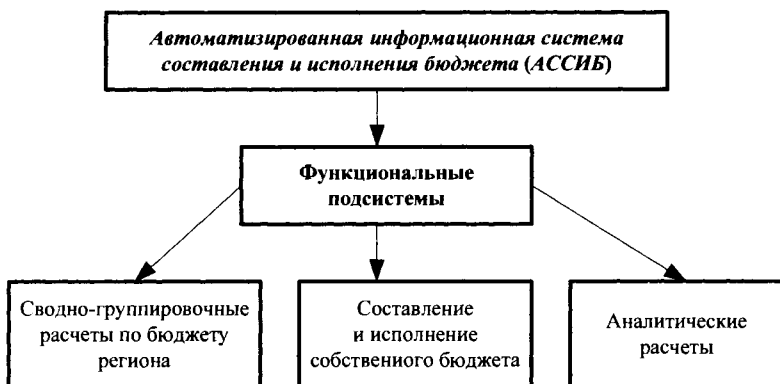 Автоматизированная информационная система
составления и исполнения бюджета (АССИБ)
Функциональные
подсистемы
Сводно-группировочные
расчеты по бюджету
региона
Составление
и исполнение
собственного бюджета
Аналитические
расчеты